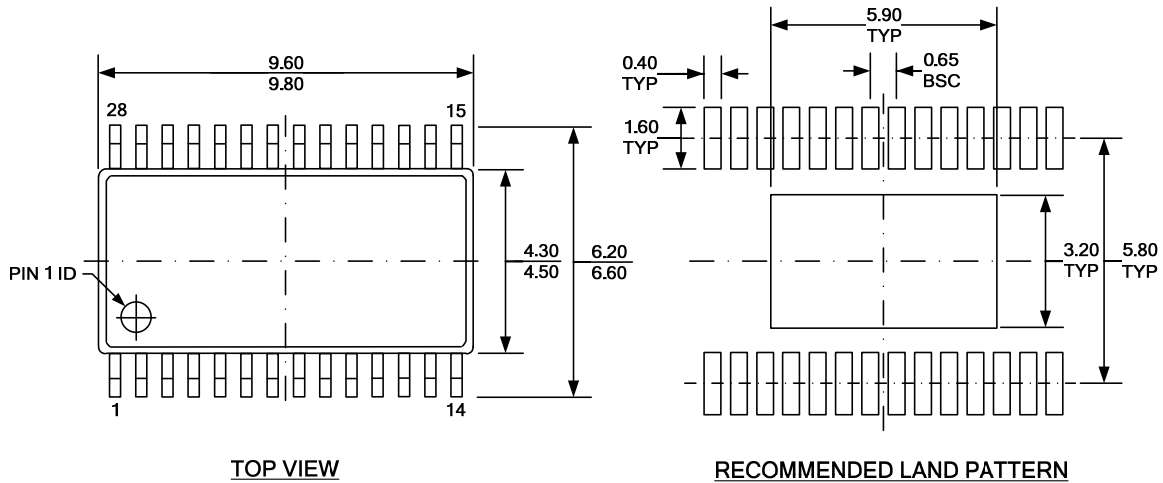 9.60
9.80
28
15
PIN 1 ID
4.30
4.50
6.20
6.60
1
14
TOP VIEW
5.90
TYP
0.40
TYP
0.65
BSC
1.60
TYP
3.20
TYP
5.80
TYP
RECOMMENDED LAND PATTERN